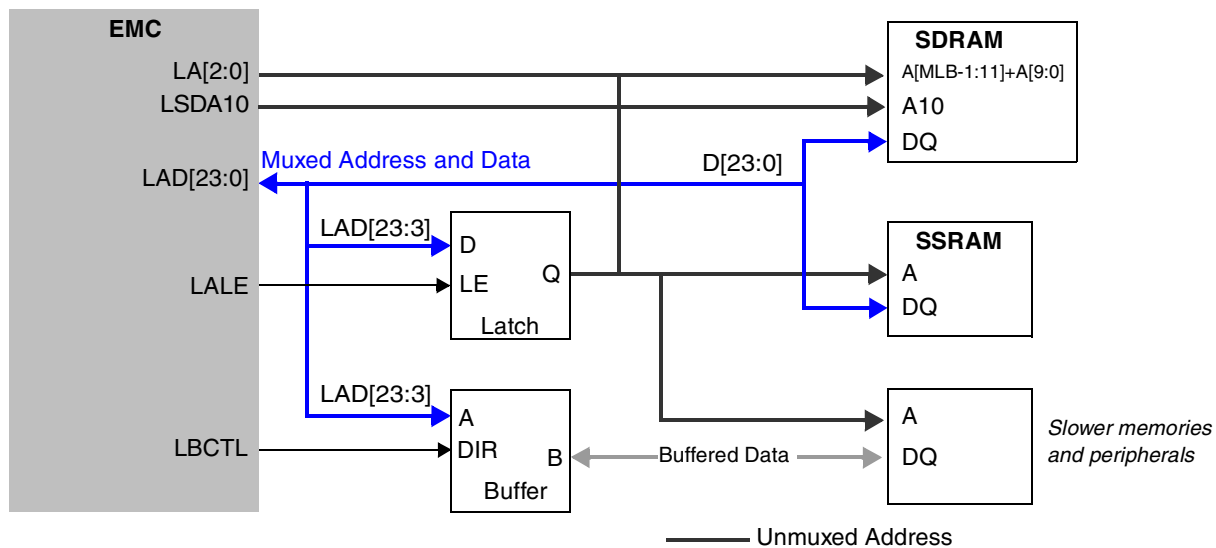 EMC
SDRAM
LA[2:0]
A[MLB-1:11]+A[9:0]
LSDA10
A10
DQ
Muxed Address and Data
D[23:0]
LAD[23:0]
LAD[23:3]
SSRAM
D
Q
A
LALE
LE
DQ
Latch
LAD[23:3]
A
A
Slower memories
and peripherals
LBCTL
DIR
B
Buffered Data
DQ
Buffer
Unmuxed Address